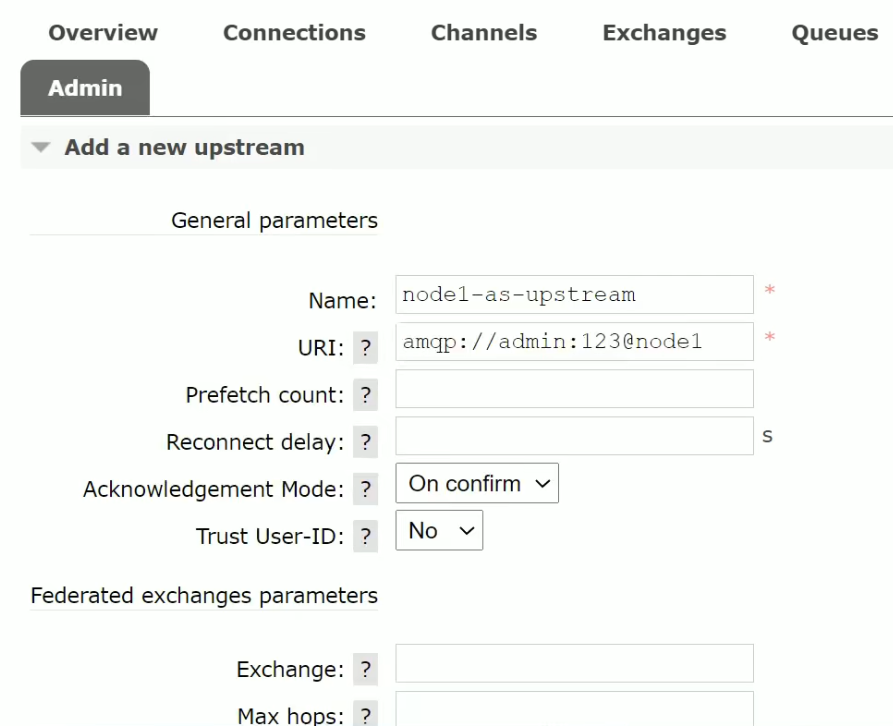 Overview Connections Channels Exchanges Queues
Admin
Add a new upstream
General parameters
Name: node1-as-upstream *
URI: ? amqp://admin:123@node1 *
Prefetch count: ?
Reconnect delay: ? s
Acknowledgement Mode: ? On confirm
Trust User-ID: ? No
Federated exchanges parameters
Exchange: ?
Max hops: ?